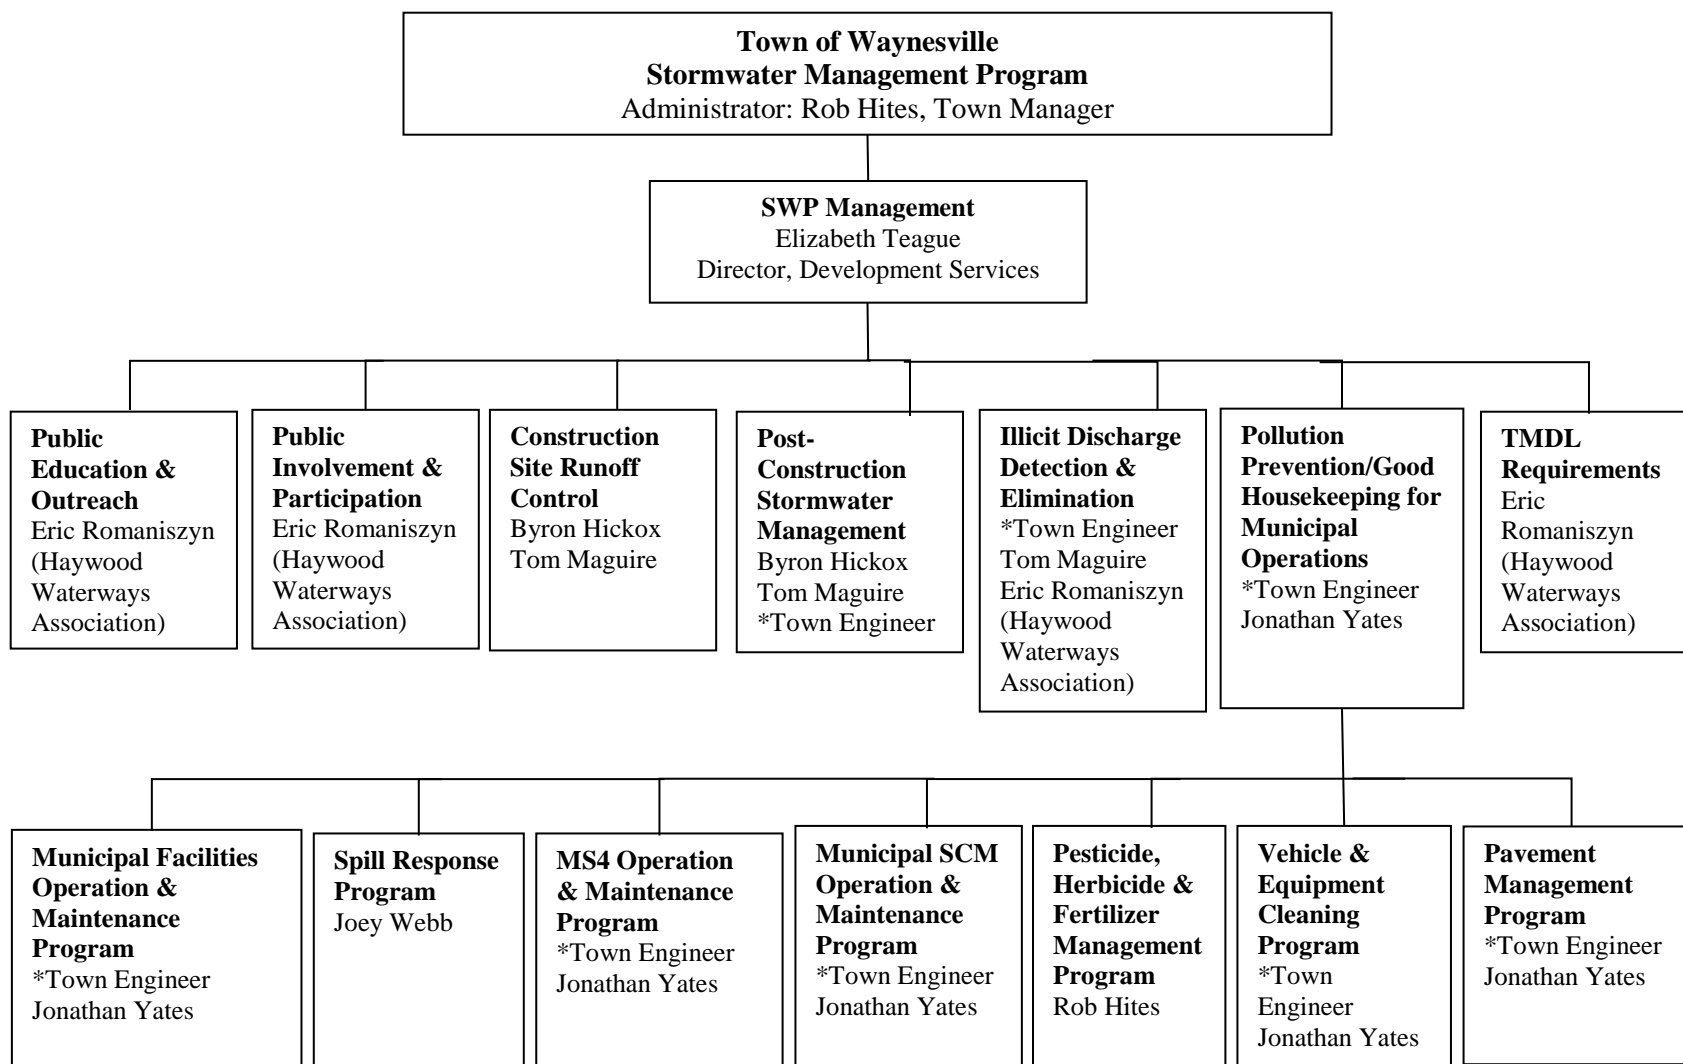 Town of Waynesville
Stormwater Management Program
Administrator: Rob Hites, Town Manager
SWP Management
Elizabeth Teague
Director, Development Services
Public
Education &
Outreach
Eric Romaniszyn
(Haywood
Waterways
Association)
Public
Involvement &
Participation
Eric Romaniszyn
(Haywood
Waterways
Association)
Construction
Site Runoff
Control
Byron Hickox
Tom Maguire
Post-
Construction
Stormwater
Management
Byron Hickox
Tom Maguire
*Town Engineer
Illicit Discharge
Detection &
Elimination
*Town Engineer
Tom Maguire
Eric Romaniszyn
(Haywood
Waterways
Association)
Pollution
Prevention/Good
Housekeeping for
Municipal
Operations
*Town Engineer
Jonathan Yates
TMDL
Requirements
Eric
Romaniszyn
(Haywood
Waterways
Association)
Municipal Facilities
Operation &
Maintenance
Program
*Town Engineer
Jonathan Yates
Spill Response
Program
Joey Webb
MS4 Operation
& Maintenance
Program
*Town Engineer
Jonathan Yates
Municipal SCM
Operation &
Maintenance
Program
*Town Engineer
Jonathan Yates
Pesticide,
Herbicide &
Fertilizer
Management
Program
Rob Hites
Vehicle &
Equipment
Cleaning
Program
*Town
Engineer
Jonathan Yates
Pavement
Management
Program
*Town Engineer
Jonathan Yates